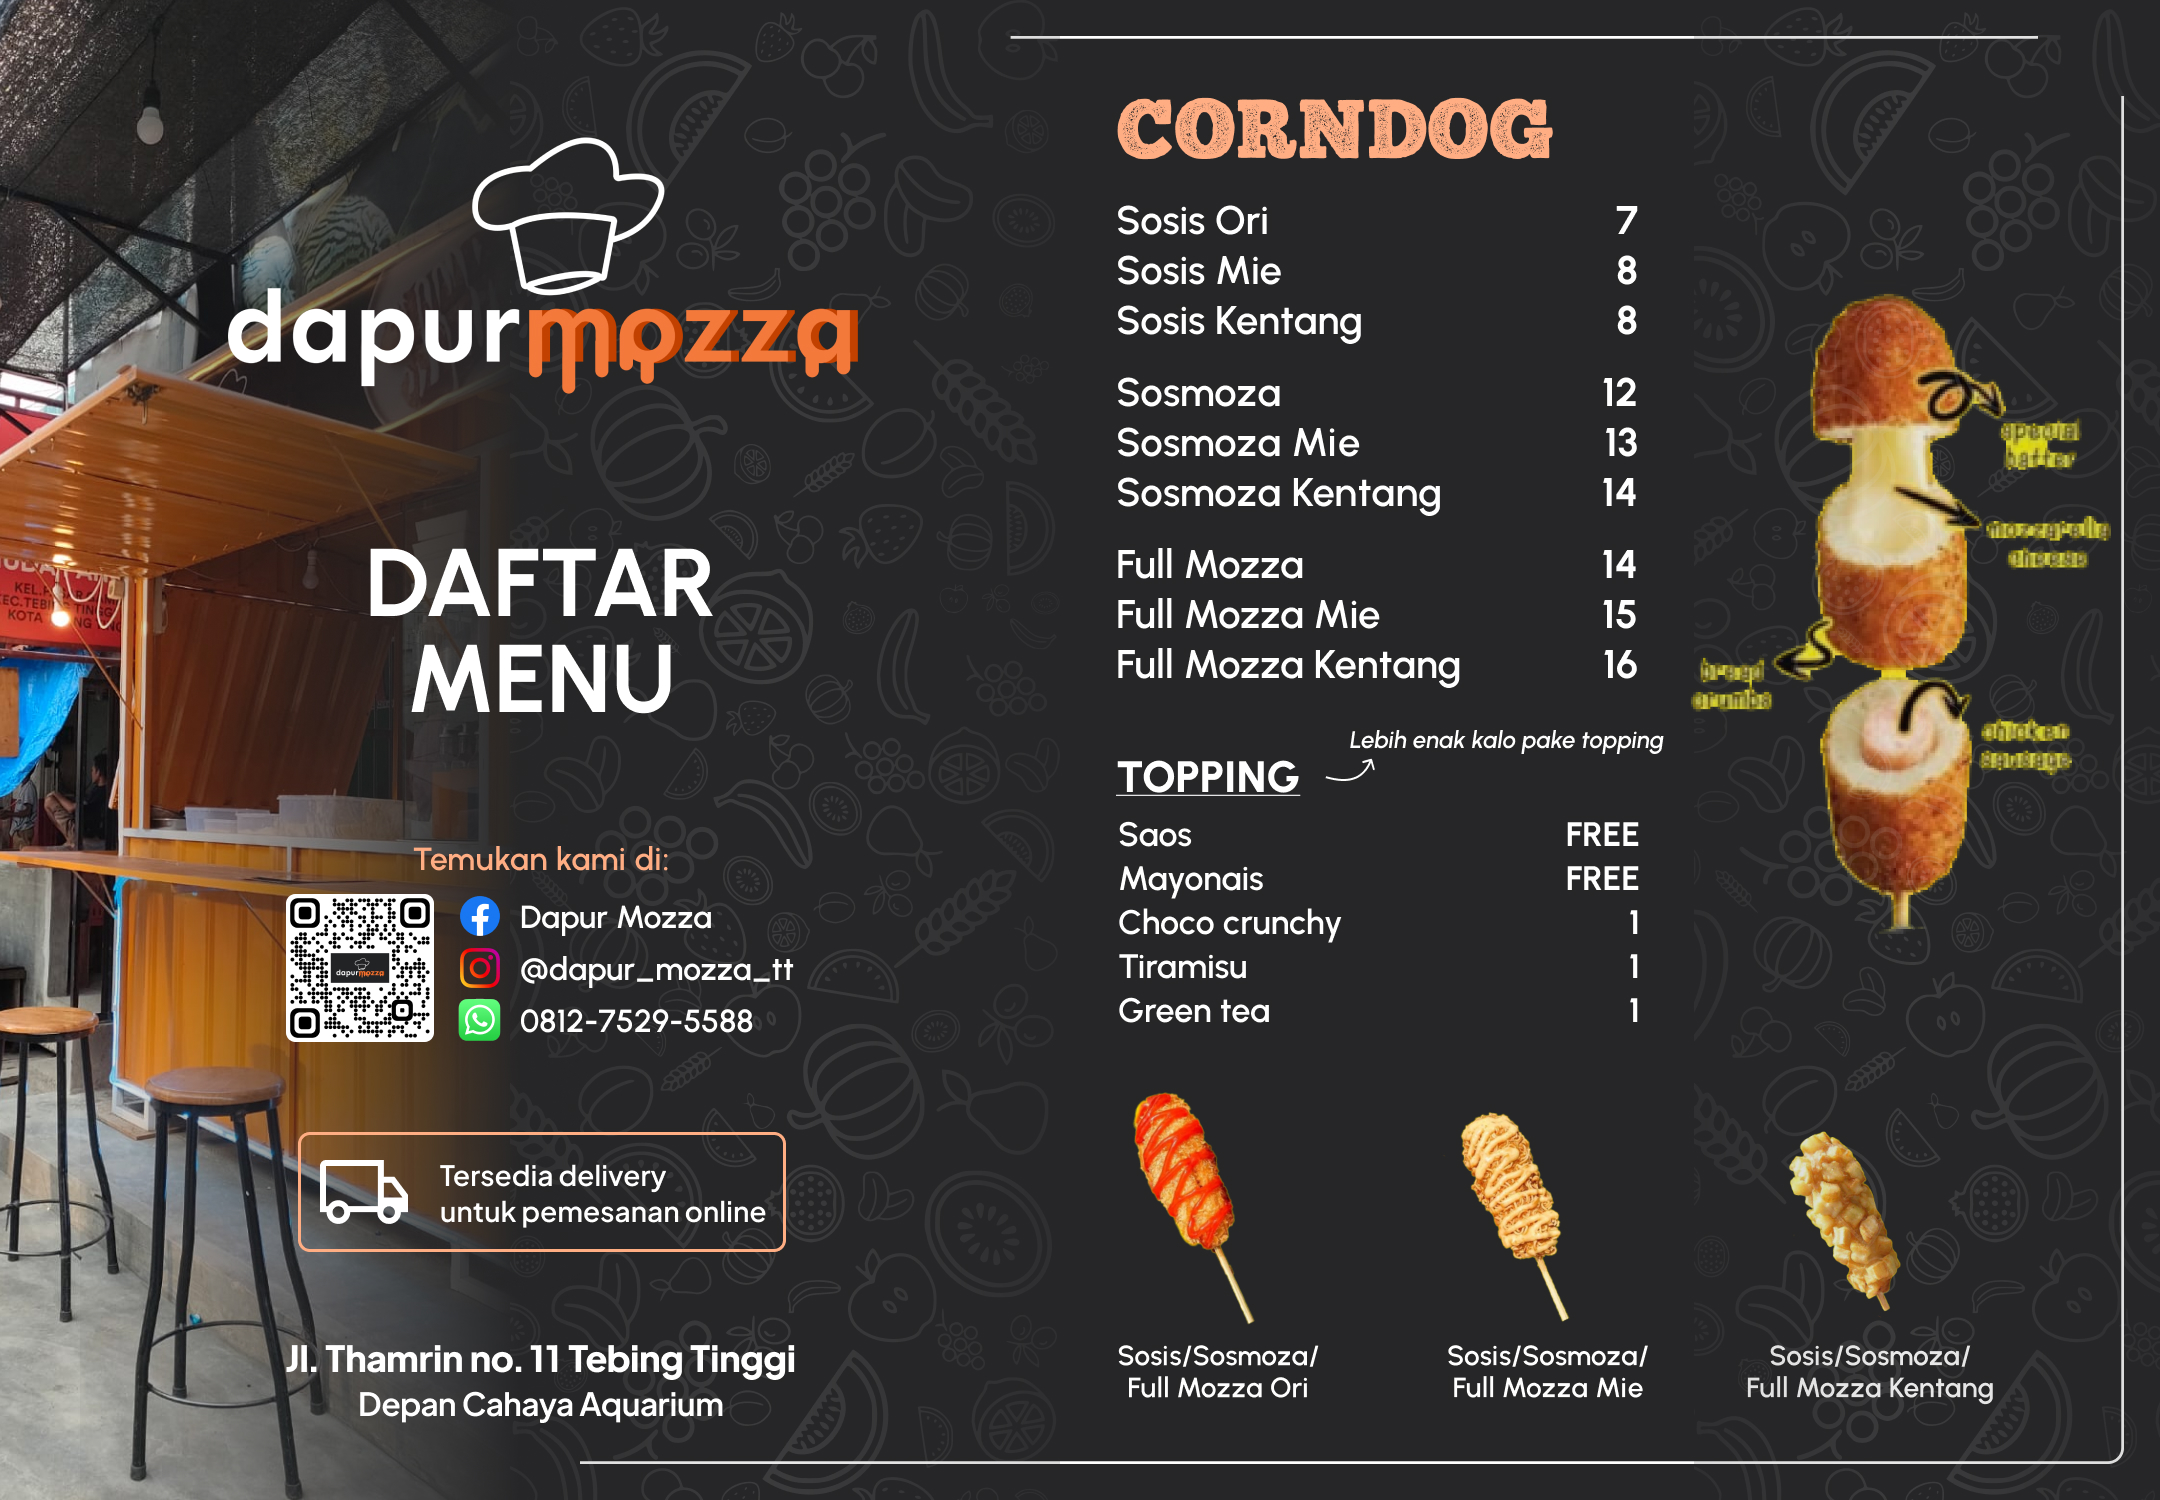 dapurmozza
DAFTAR
MENU
Temukan kami di:
dapurmozza
Dapur Mozza
@dapur_mozza_tt
0812-7529-5588
Tersedia delivery
untuk pemesanan online
Jl. Thamrin no. 11 Tebing Tinggi
Depan Cahaya Aquarium
KOTA
CORNDOG
Sosis Ori 7
Sosis Mie 8
Sosis Kentang 8
Sosmoza 12
Sosmoza Mie 13
Sosmoza Kentang 14
Full Mozza 14
Full Mozza Mie 15
Full Mozza Kentang 16
Lebih enak kalo pake topping
TOPPING
Saos FREE
Mayonais FREE
Choco crunchy 1
Tiramisu 1
Green tea 1
special
batter
mozzarella
cheese
bread
crumbs
chicken
sausage
Sosis/Sosmoza/
Full Mozza Ori
Sosis/Sosmoza/
Full Mozza Mie
Sosis/Sosmoza/
Full Mozza Kentang